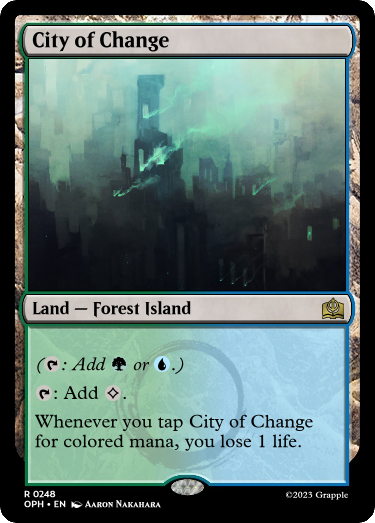 City of Change
Land — Forest Island
(: Add or .)
: Add .
Whenever you tap City of Change
for colored mana, you lose 1 life.
R 0248
OPH • EN Aaron Nakahara
©2023 Grapple